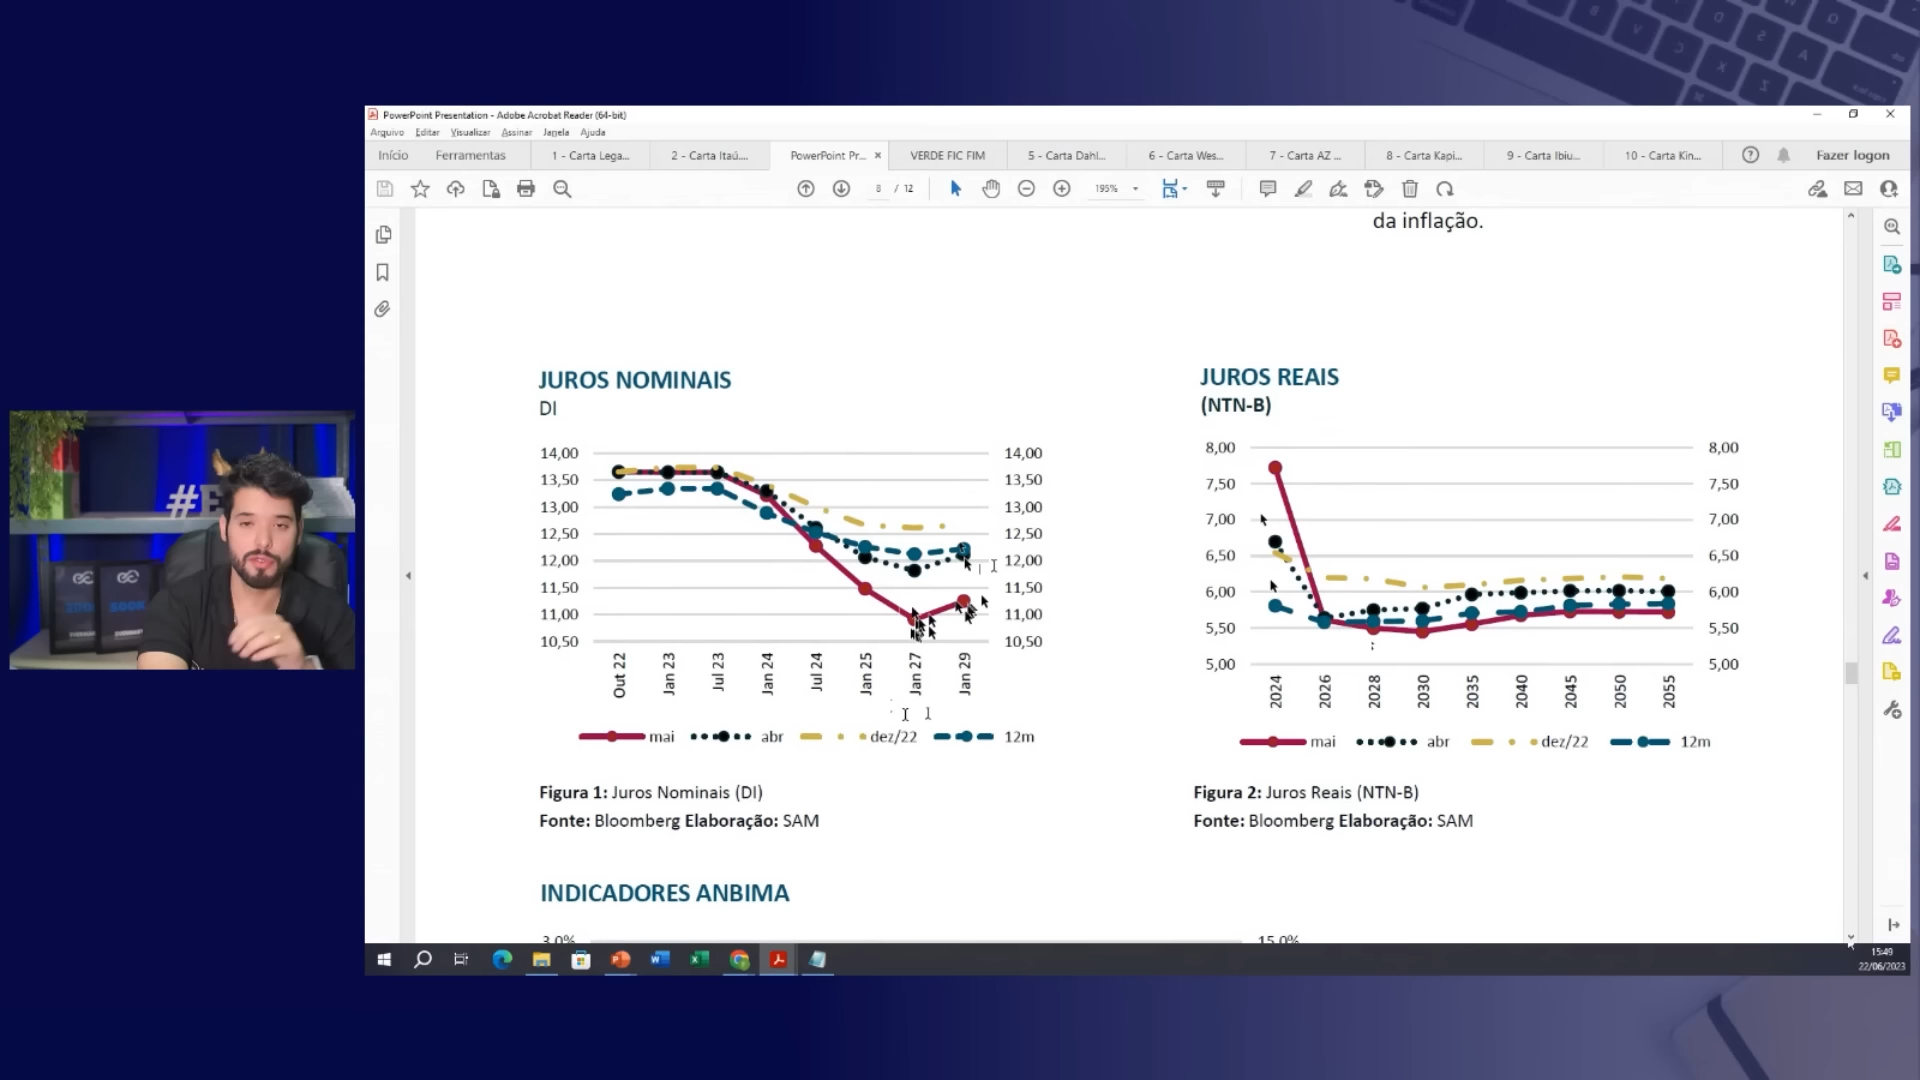 PowerPoint Presentation - Adobe Acrobat Reader (64-bit)
Arquivo Editar Visualizar Assinar Janela Ajuda
Início Ferramentas 1 - Carta Lega... 2 - Carta Itaú.... PowerPoint Pr... × VERDE FIC FIM 5 - Carta Dahl... 6 - Carta Wes... 7 - Carta AZ ... 8 - Carta Kapi... 9 - Carta Ibiu... 10 - Carta Kin... Fazer logon
8 / 12 195%
da inflação.
JUROS NOMINAIS
DI
14,00 14,00
13,50 13,50
13,00 13,00
12,50 12,50
12,00 12,00
11,50 11,50
11,00 11,00
10,50 10,50
Out 22 Jan 23 Jul 23 Jan 24 Jul 24 Jan 25 Jan 27 Jan 29
mai abr dez/22 12m
Figura 1: Juros Nominais (DI)
Fonte: Bloomberg Elaboração: SAM
JUROS REAIS
(NTN-B)
8,00 8,00
7,50 7,50
7,00 7,00
6,50 6,50
6,00 6,00
5,50 5,50
5,00 5,00
2024 2026 2028 2030 2035 2040 2045 2050 2055
mai abr dez/22 12m
Figura 2: Juros Reais (NTN-B)
Fonte: Bloomberg Elaboração: SAM
INDICADORES ANBIMA
3.0% 15.0%
15:49
22/06/2023